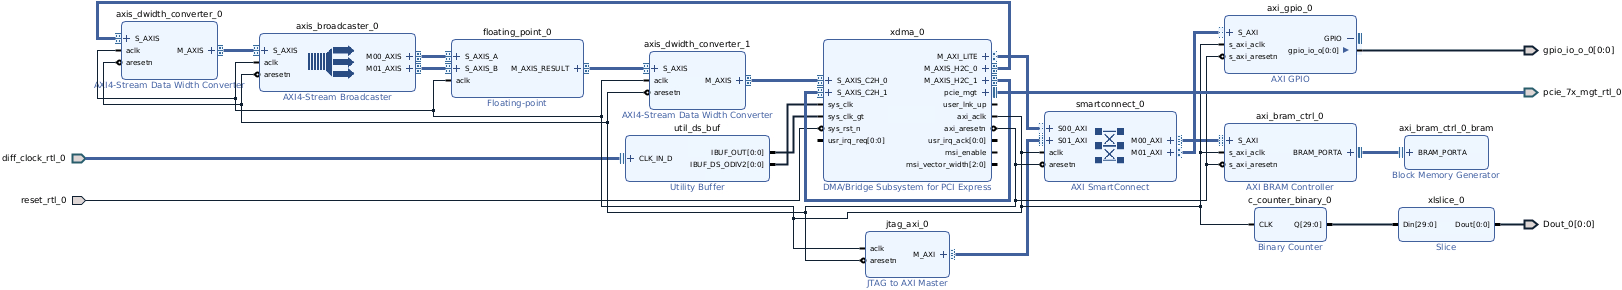 axis_dwidth_converter_0
S_AXIS
aclk
aresetn
M_AXIS
AXI4-Stream Data Width Converter
axis_broadcaster_0
S_AXIS
aclk
aresetn
M00_AXIS
M01_AXIS
AXI4-Stream Broadcaster
floating_point_0
S_AXIS_A
S_AXIS_B
aclk
M_AXIS_RESULT
Floating-point
axis_dwidth_converter_1
S_AXIS
aclk
aresetn
M_AXIS
AXI4-Stream Data Width Converter
util_ds_buf
CLK_IN_D
IBUF_OUT[0:0]
IBUF_DS_ODIV2[0:0]
Utility Buffer
diff_clock_rtl_0
reset_rtl_0
xdma_0
S_AXIS_C2H_0
S_AXIS_C2H_1
sys_clk
sys_clk_gt
sys_rst_n
usr_irq_req[0:0]
M_AXI_LITE
M_AXIS_H2C_0
M_AXIS_H2C_1
pcie_mgt
user_lnk_up
axi_aclk
axi_aresetn
usr_irq_ack[0:0]
msi_enable
msi_vector_width[2:0]
DMA/Bridge Subsystem for PCI Express
jtag_axi_0
aclk
aresetn
M_AXI
JTAG to AXI Master
smartconnect_0
S00_AXI
S01_AXI
aclk
aresetn
M00_AXI
M01_AXI
AXI SmartConnect
axi_gpio_0
S_AXI
s_axi_aclk
s_axi_aresetn
GPIO
gpio_io_o[0:0]
AXI GPIO
gpio_io_o_0[0:0]
pcie_7x_mgt_rtl_0
axi_bram_ctrl_0
S_AXI
s_axi_aclk
s_axi_aresetn
BRAM_PORTA
AXI BRAM Controller
axi_bram_ctrl_0_bram
BRAM_PORTA
Block Memory Generator
c_counter_binary_0
CLK
Q[29:0]
Binary Counter
xlslice_0
Din[29:0]
Dout[0:0]
Slice
Dout_0[0:0]